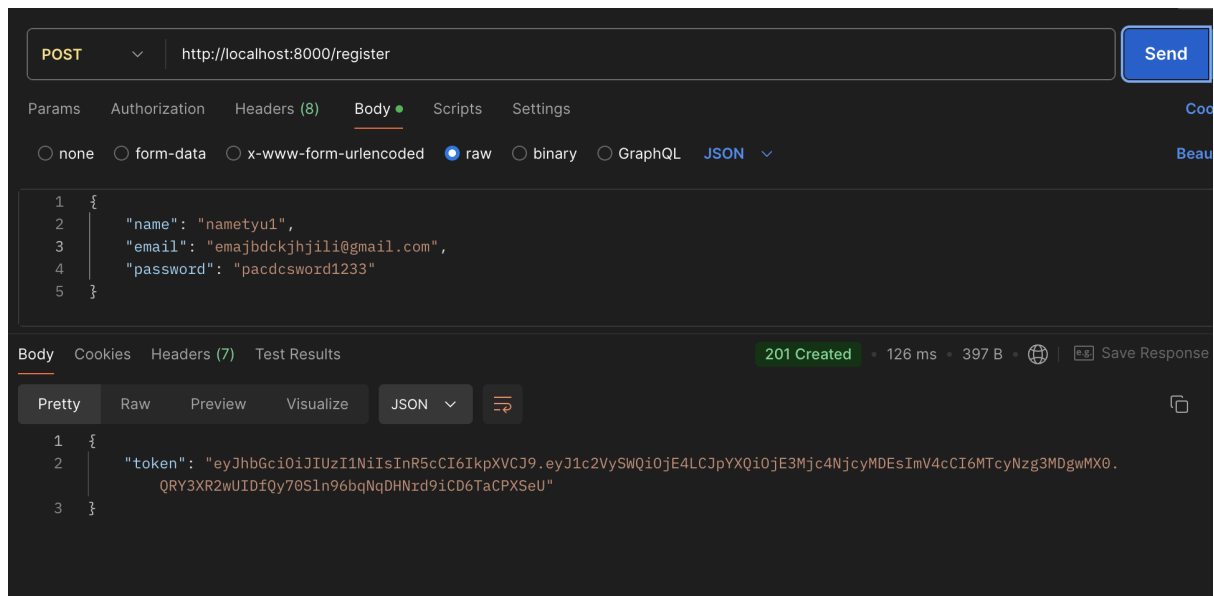 POST http://localhost:8000/register Send
Params Authorization Headers (8) Body Scripts Settings Coo
none form-data x-www-form-urlencoded raw binary GraphQL JSON Beau
1 {
2 "name": "nametyu1",
3 "email": "emajbdckjhjili@gmail.com",
4 "password": "pacdcsword1233"
5 }
Body Cookies Headers (7) Test Results 201 Created 126 ms 397 B e.g. Save Response
Pretty Raw Preview Visualize JSON
1 {
2 "token": "eyJhbGciOiJIUzI1NiIsInR5cCI6IkpXVCJ9.eyJ1c2VySWQiOjE4LCJpYXQiOjE3Mjc4NjcyMDEsImV4cCI6MTcyNzg3MDgwMX0.
QRY3XR2wUIDfQy70Sln96bqNqDHNrd9iCD6TaCPXSeU"
3 }